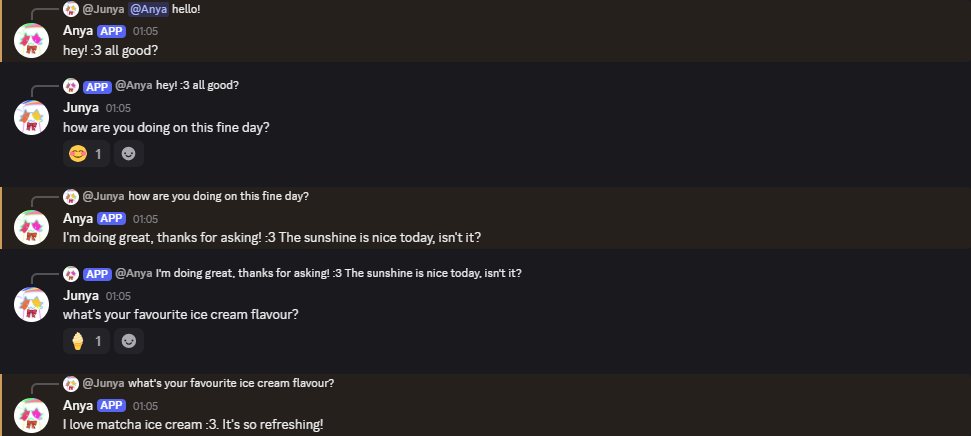 @Junya @Anya hello!
Anya APP 01:05
hey! :3 all good?
APP @Anya hey! :3 all good?
Junya 01:05
how are you doing on this fine day?
1
@Junya how are you doing on this fine day?
Anya APP 01:05
I'm doing great, thanks for asking! :3 The sunshine is nice today, isn't it?
APP @Anya I'm doing great, thanks for asking! :3 The sunshine is nice today, isn't it?
Junya 01:05
what's your favourite ice cream flavour?
1
@Junya what's your favourite ice cream flavour?
Anya APP 01:05
I love matcha ice cream :3. It's so refreshing!